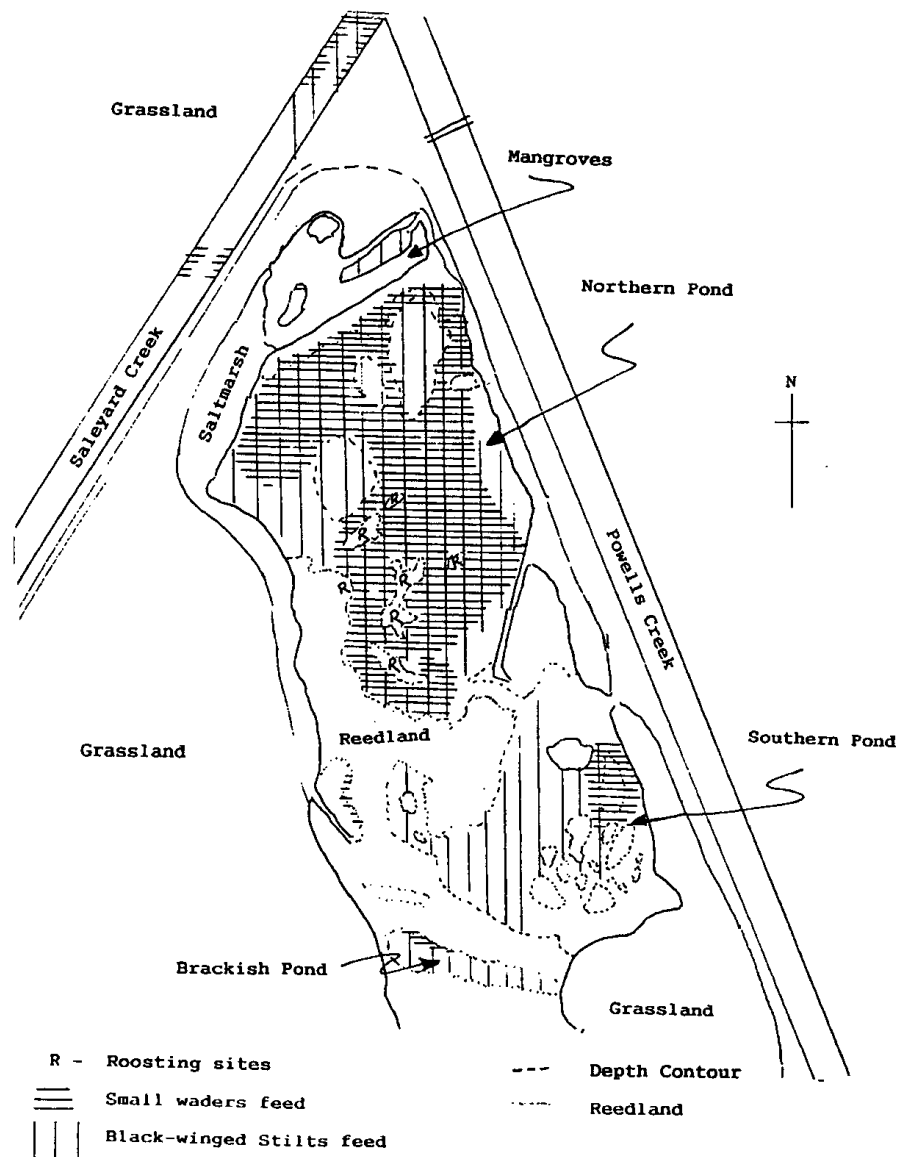 Grassland
Mangroves
Northern Pond
N
Saleyard Creek
Saltmarsh
R
R
R
R
R
R
R
Powells Creek
Grassland
Reedland
Southern Pond
Brackish Pond
Grassland
R - Roosting sites
Small waders feed
Black-winged Stilts feed
Depth Contour
Reedland